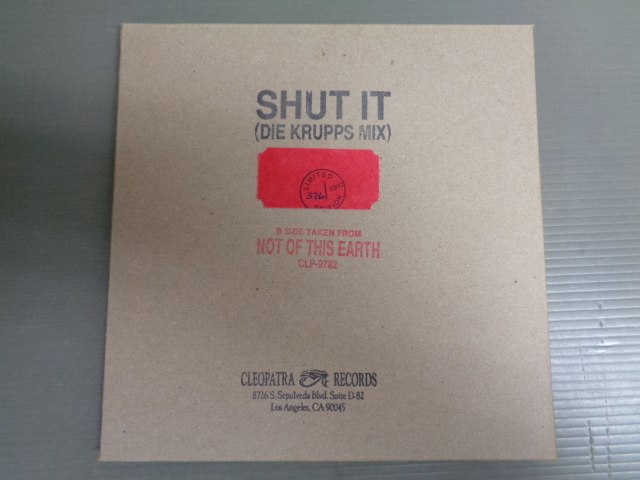 SHUT IT
(DIE KRUPPS MIX)
LIMITED
376/1000
B SIDE TAKEN FROM
NOT OF THIS EARTH
CLP-9782
CLEOPATRA RECORDS
8726 S. Sepulveda Blvd. Suite D-82
Los Angeles, CA 90045